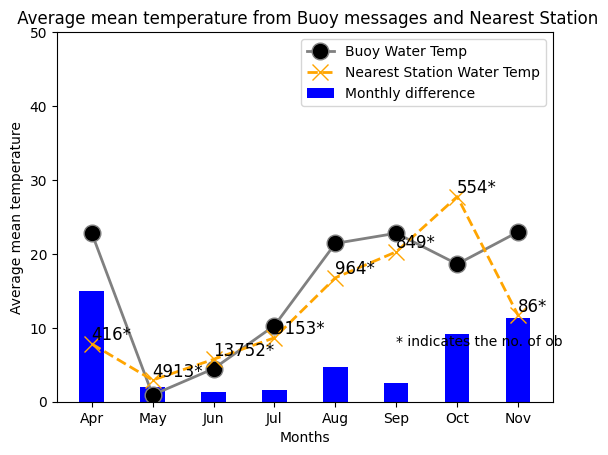 Average mean temperature from Buoy messages and Nearest Station
Buoy Water Temp
Nearest Station Water Temp
Monthly difference
Average mean temperature
50
40
30
20
10
0
416*
4913*
13752*
153*
964*
849*
554*
86*
* indicates the no. of ob
Apr May Jun Jul Aug Sep Oct Nov
Months